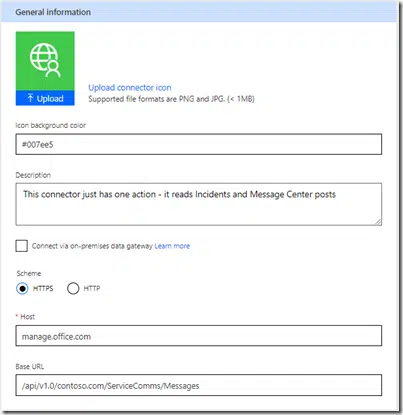 General information
Upload
Upload connector icon
Supported file formats are PNG and JPG. (< 1MB)
Icon background color
#007ee5
Description
This connector just has one action - it reads Incidents and Message Center posts
Connect via on-premises data gateway Learn more
Scheme
HTTPS HTTP
* Host
manage.office.com
Base URL
/api/v1.0/contoso.com/ServiceComms/Messages